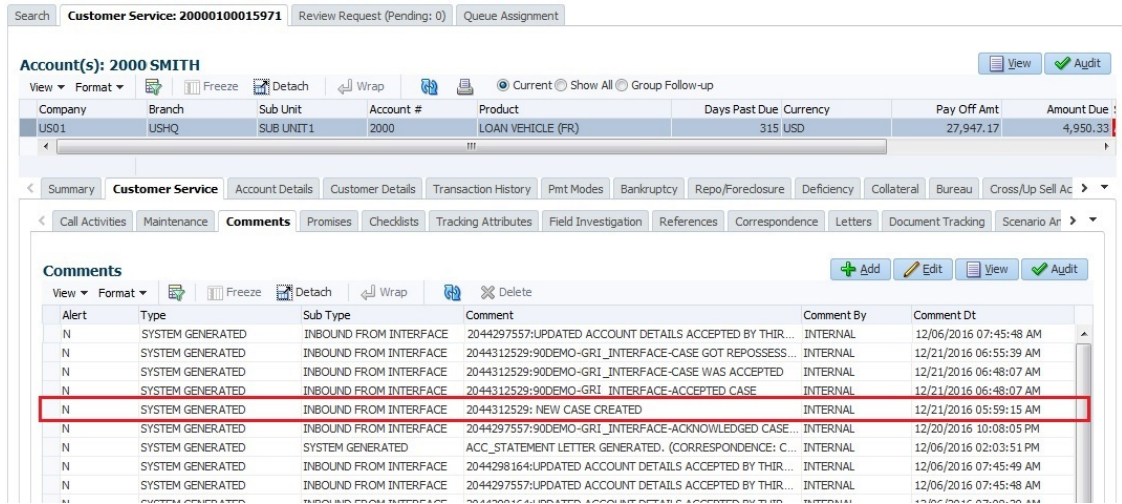 Search Customer Service: 20000100015971 Review Request (Pending: 0) Queue Assignment
Account(s): 2000 SMITH View Audit
View Format Freeze Detach Wrap Current Show All Group Follow-up
Company Branch Sub Unit Account # Product Days Past Due Currency Pay Off Amt Amount Due
US01 USHQ SUB UNIT1 2000 LOAN VEHICLE (FR) 315 USD 27,947.17 4,950.33
Summary Customer Service Account Details Customer Details Transaction History Pmt Modes Bankruptcy Repo/Foreclosure Deficiency Collateral Bureau Cross/Up Sell Ac
Call Activities Maintenance Comments Promises Checklists Tracking Attributes Field Investigation References Correspondence Letters Document Tracking Scenario An
Comments Add Edit View Audit
View Format Freeze Detach Wrap Delete
Alert Type Sub Type Comment Comment By Comment Dt
N SYSTEM GENERATED INBOUND FROM INTERFACE 2044297557:UPDATED ACCOUNT DETAILS ACCEPTED BY THIR... INTERNAL 12/06/2016 07:45:48 AM
N SYSTEM GENERATED INBOUND FROM INTERFACE 2044312529:90DEMO-GRI_INTERFACE-CASE GOT REPOSSESS... INTERNAL 12/21/2016 06:55:39 AM
N SYSTEM GENERATED INBOUND FROM INTERFACE 2044312529:90DEMO-GRI_INTERFACE-CASE WAS ACCEPTED INTERNAL 12/21/2016 06:48:07 AM
N SYSTEM GENERATED INBOUND FROM INTERFACE 2044312529:90DEMO-GRI_INTERFACE-ACCEPTED CASE INTERNAL 12/21/2016 06:48:07 AM
N SYSTEM GENERATED INBOUND FROM INTERFACE 2044312529: NEW CASE CREATED INTERNAL 12/21/2016 05:59:15 AM
N SYSTEM GENERATED INBOUND FROM INTERFACE 2044297557:90DEMO-GRI_INTERFACE-ACKNOWLEDGED CASE... INTERNAL 12/20/2016 10:08:05 PM
N SYSTEM GENERATED SYSTEM GENERATED ACC_STATEMENT LETTER GENERATED. (CORRESPONDENCE: C... INTERNAL 12/06/2016 02:03:51 PM
N SYSTEM GENERATED INBOUND FROM INTERFACE 2044298164:UPDATED ACCOUNT DETAILS ACCEPTED BY THIR... INTERNAL 12/06/2016 07:45:49 AM
N SYSTEM GENERATED INBOUND FROM INTERFACE 2044297557:UPDATED ACCOUNT DETAILS ACCEPTED BY THIR... INTERNAL 12/06/2016 07:45:48 AM